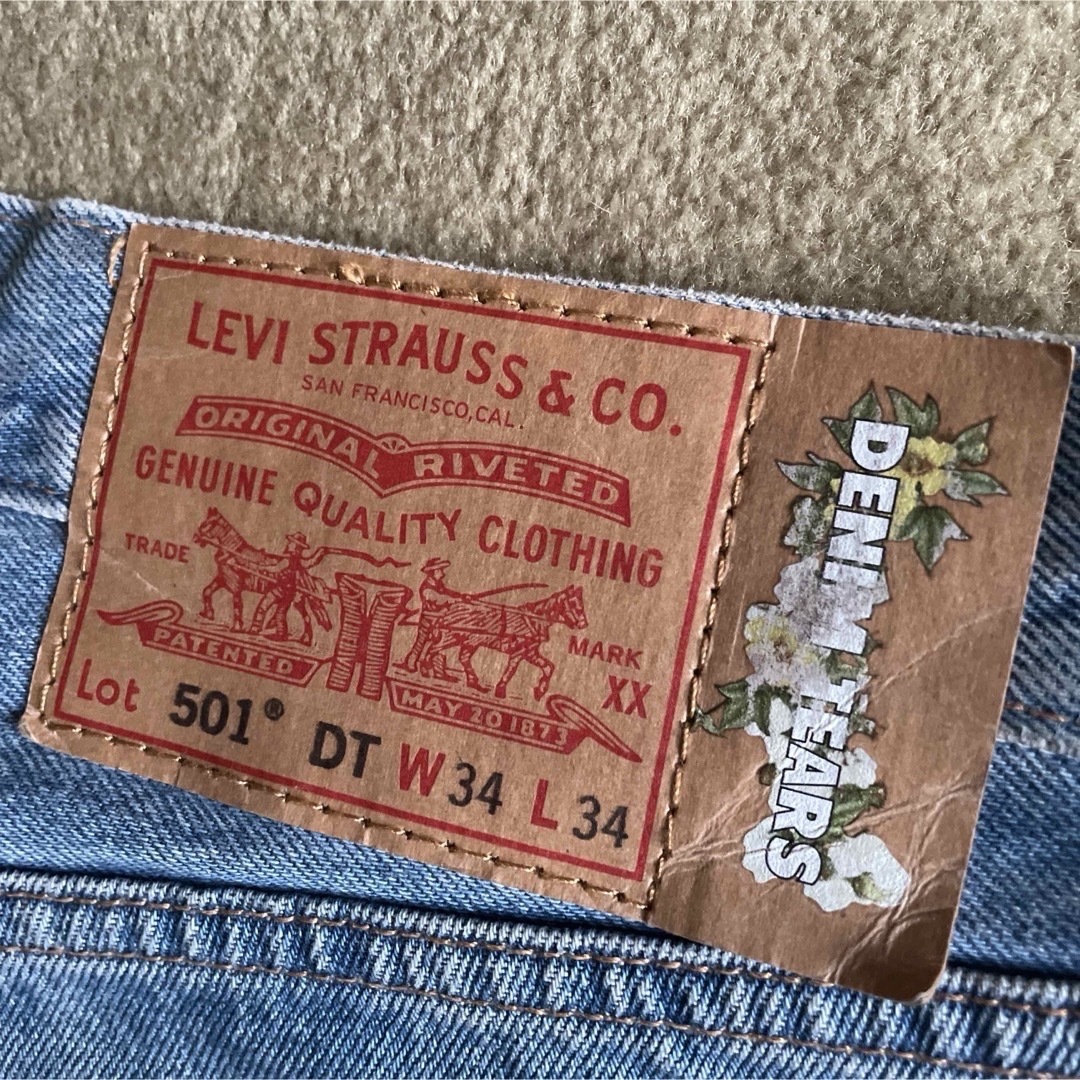 LEVI STRAUSS & CO.
SAN FRANCISCO, CAL.
ORIGINAL RIVETED
GENUINE QUALITY CLOTHING
TRADE MARK
PATENTED MAY 20 1873
XX
Lot 501® DT W 34 L 34
DENIM TEARS